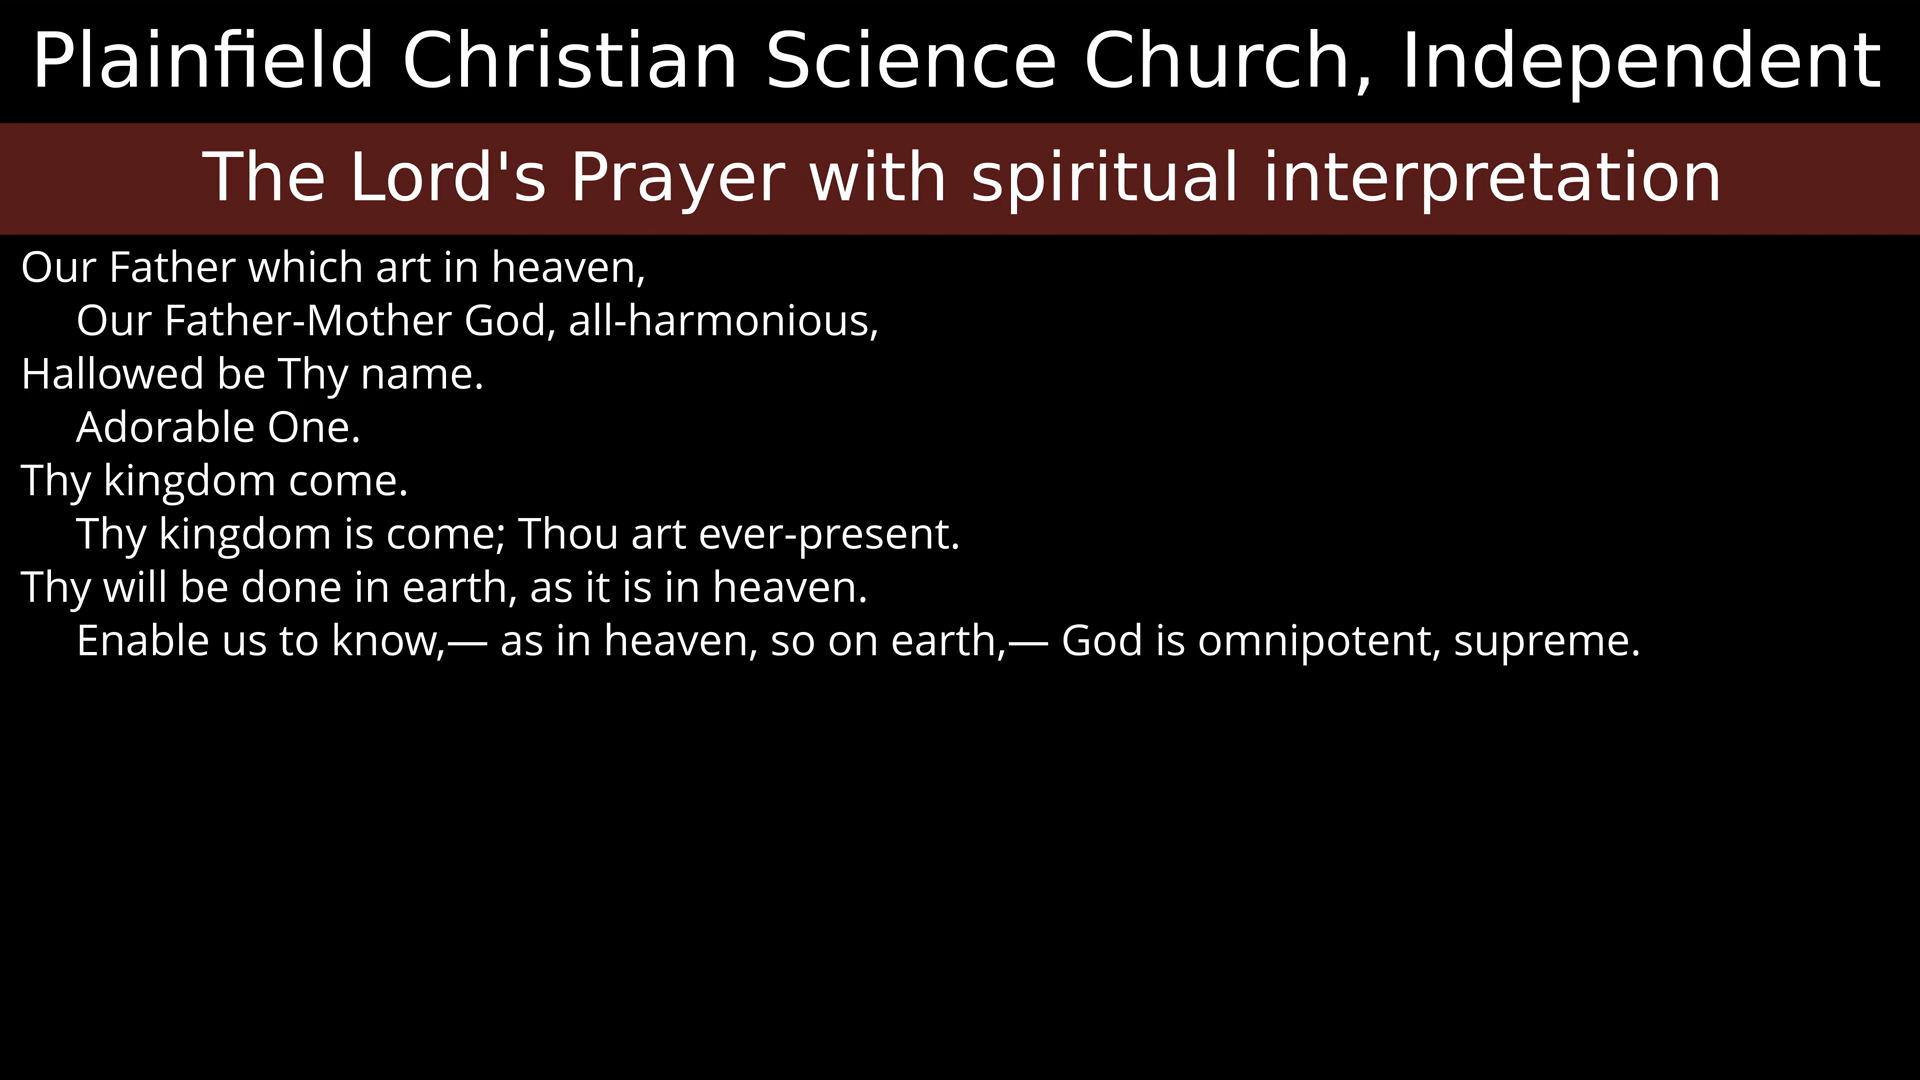 Plainfield Christian Science Church, Independent
The Lord's Prayer with spiritual interpretation
Our Father which art in heaven,
Our Father-Mother God, all-harmonious,
Hallowed be Thy name.
Adorable One.
Thy kingdom come.
Thy kingdom is come; Thou art ever-present.
Thy will be done in earth, as it is in heaven.
Enable us to know,— as in heaven, so on earth,— God is omnipotent, supreme.